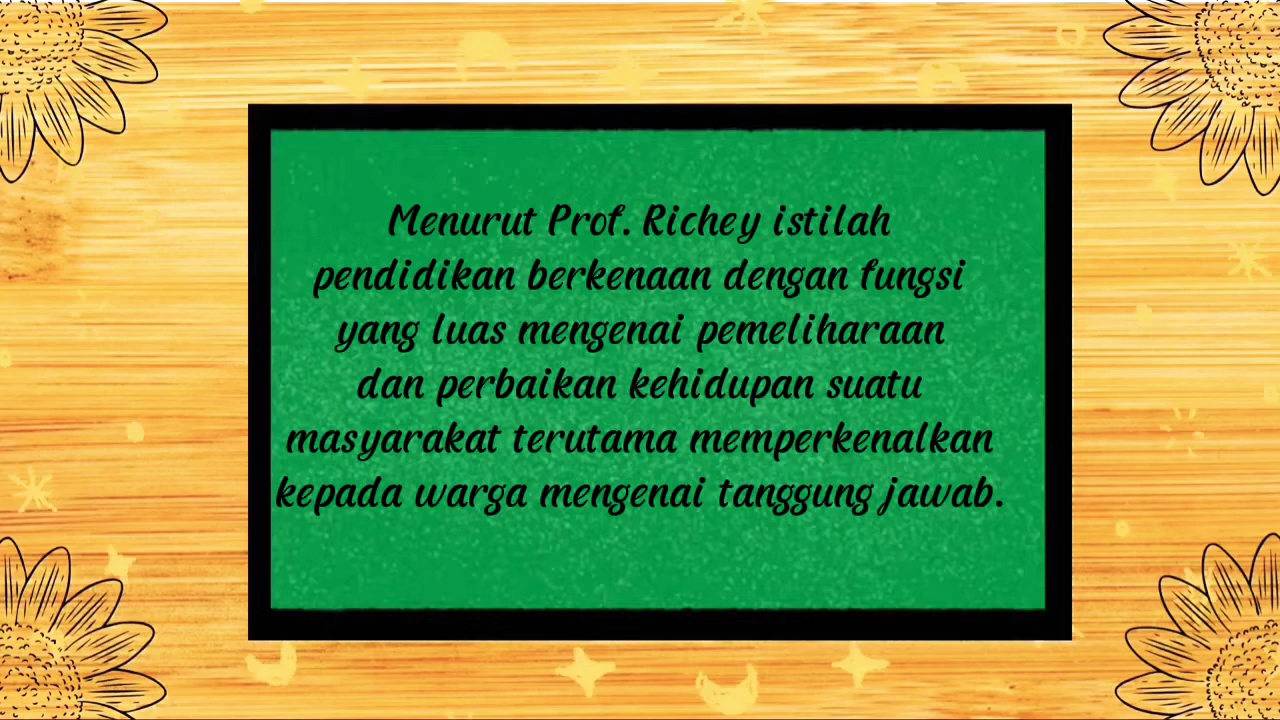 Menurut Prof. Richey istilah
pendidikan berkenaan dengan fungsi
yang luas mengenai pemeliharaan
dan perbaikan kehidupan suatu
masyarakat terutama memperkenalkan
kepada warga mengenai tanggung jawab.